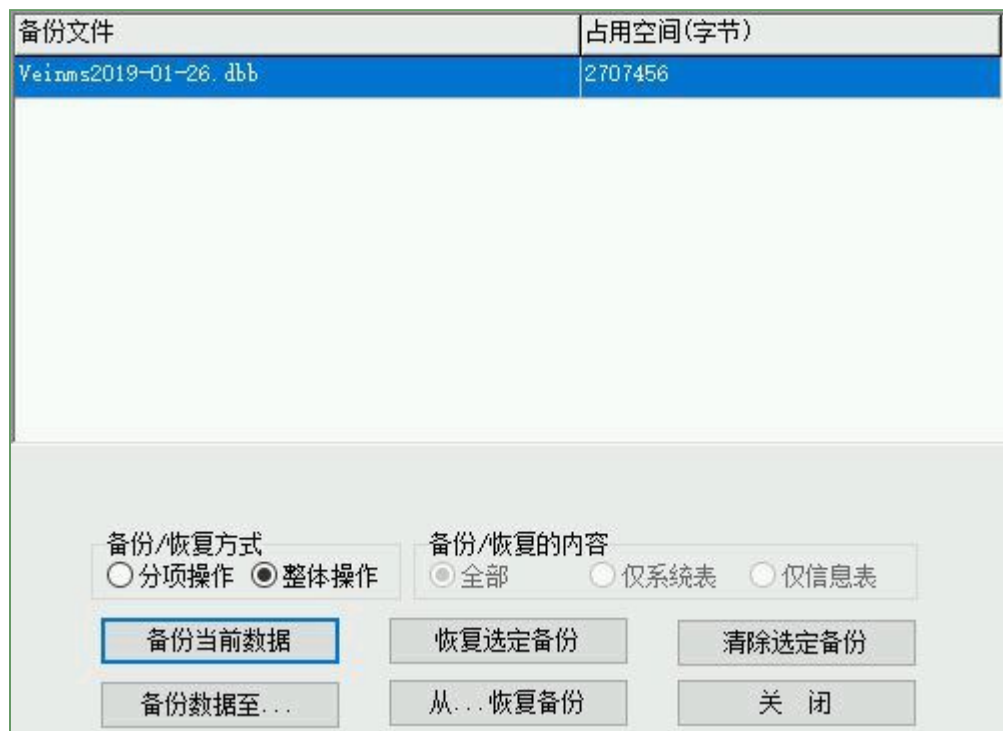 备份文件 占用空间(字节)
Veinms2019-01-26.dbb 2707456
备份/恢复方式 备份/恢复的内容
分项操作 整体操作 全部 仅系统表 仅信息表
备份当前数据 恢复选定备份 清除选定备份
备份数据至... 从...恢复备份 关 闭